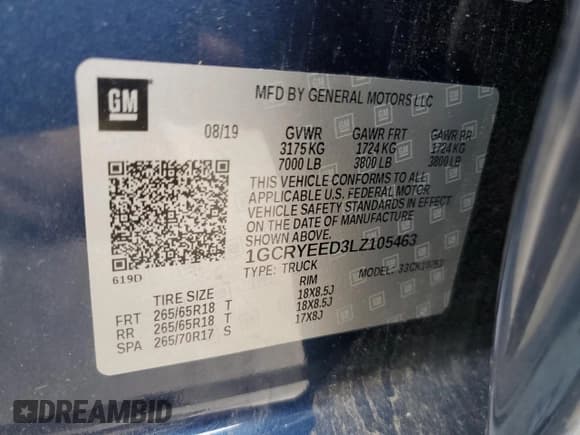 GM
MFD BY GENERAL MOTORS LLC
08/19 GVWR GAWR FRT GAWR RR
3175 KG 1724 KG 1724 KG
7000 LB 3800 LB 3800 LB
THIS VEHICLE CONFORMS TO ALL
APPLICABLE U.S. FEDERAL MOTOR
VEHICLE SAFETY STANDARDS IN EFFECT
ON THE DATE OF MANUFACTURE
1GCRYEED3LZ105463
TYPE: TRUCK MODEL:
619D
TIRE SIZE RIM
FRT 265/65R18 T 18X8.5J
RR 265/65R18 T 18X8.5J
SPA 265/70R17 S 17X8J
DREAMBID